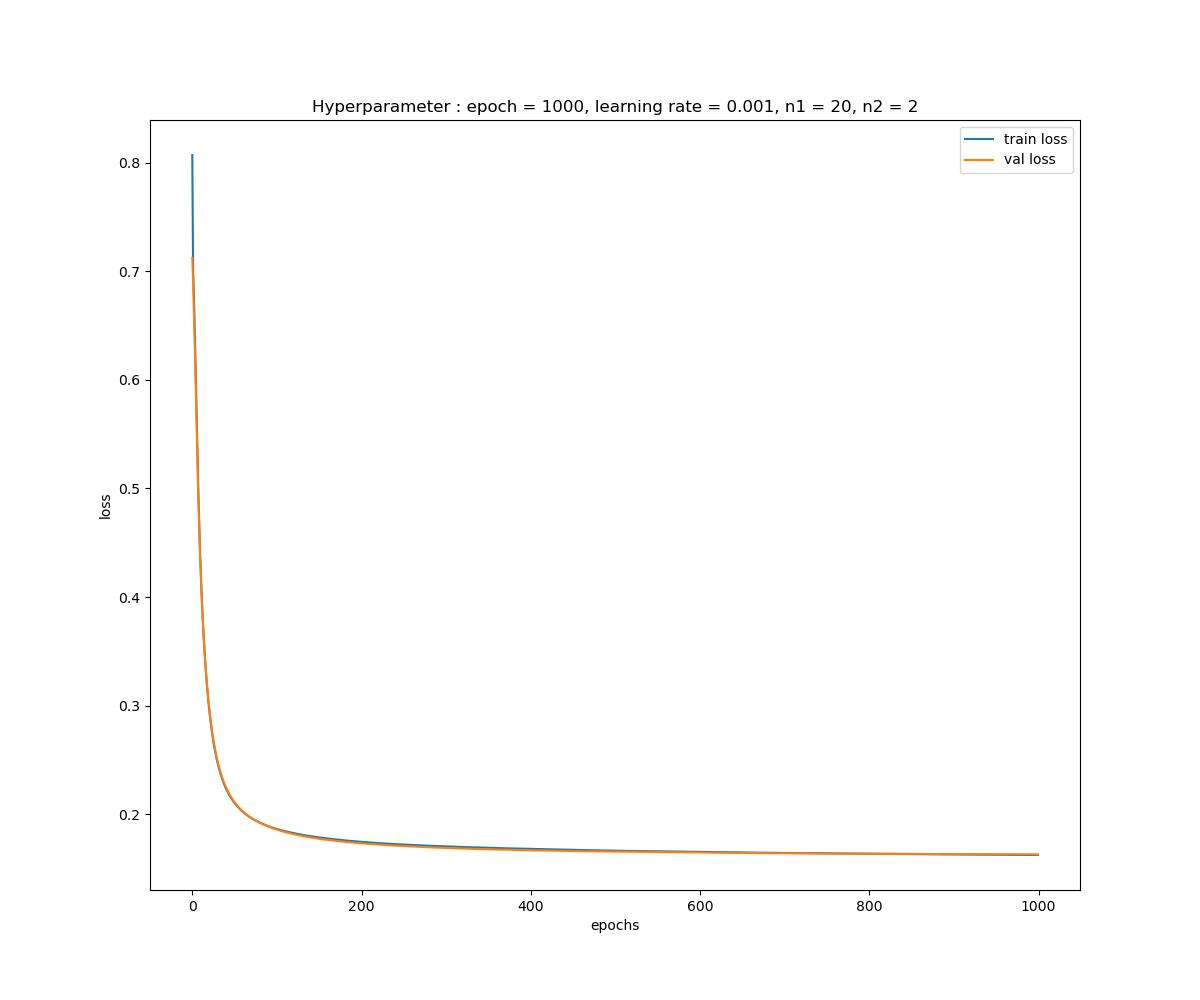 Hyperparameter : epoch = 1000, learning rate = 0.001, n1 = 20, n2 = 2
train loss
val loss
0.8
0.7
0.6
0.5
0.4
0.3
0.2
loss
0 200 400 600 800 1000
epochs